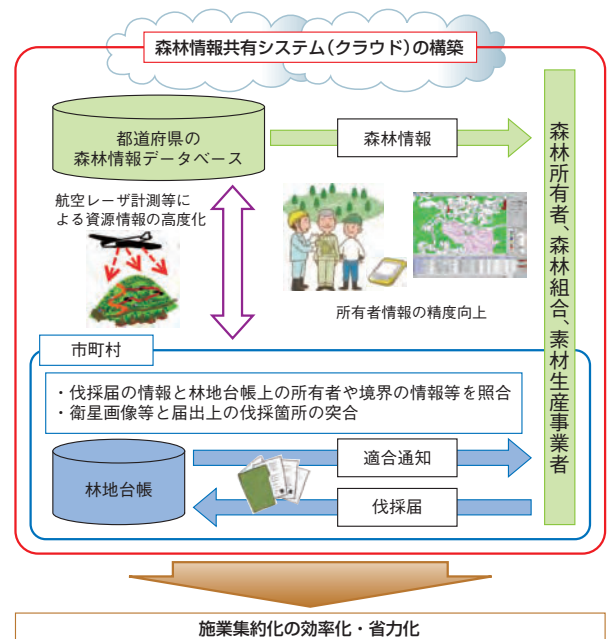 森林情報共有システム（クラウド）の構築
都道府県の
森林情報データベース
森林情報
航空レーザ計測等に
よる資源情報の高度化
所有者情報の精度向上
森林所有者、森林組合、素材生産事業者
市町村
・伐採届の情報と林地台帳上の所有者や境界の情報等を照合
・衛星画像等と届出上の伐採箇所の突合
林地台帳
適合通知
伐採届
施業集約化の効率化・省力化